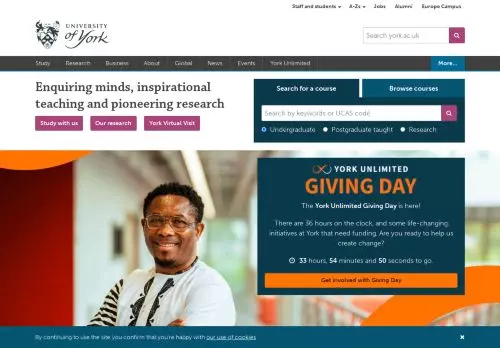 Staff and students
A-Zs
Jobs
Alumni
Europe Campus
UNIVERSITY
of York
Search york.ac.uk
Study
Research
Business
About
Global
News
Events
York Unlimited
More...
Enquiring minds, inspirational
teaching and pioneering research
Study with us
Our research
York Virtual Visit
Search for a course
Browse courses
Search by keywords or UCAS code
Undergraduate
Postgraduate taught
Research
YORK UNLIMITED
GIVING DAY
The York Unlimited Giving Day is here!
There are 36 hours on the clock, and some life-changing
initiatives at York that need funding. Are you ready to help us
create change?
33 hours, 54 minutes and 50 seconds to go.
Get involved with Giving Day
By continuing to use the site you confirm that you're happy with our use of cookies